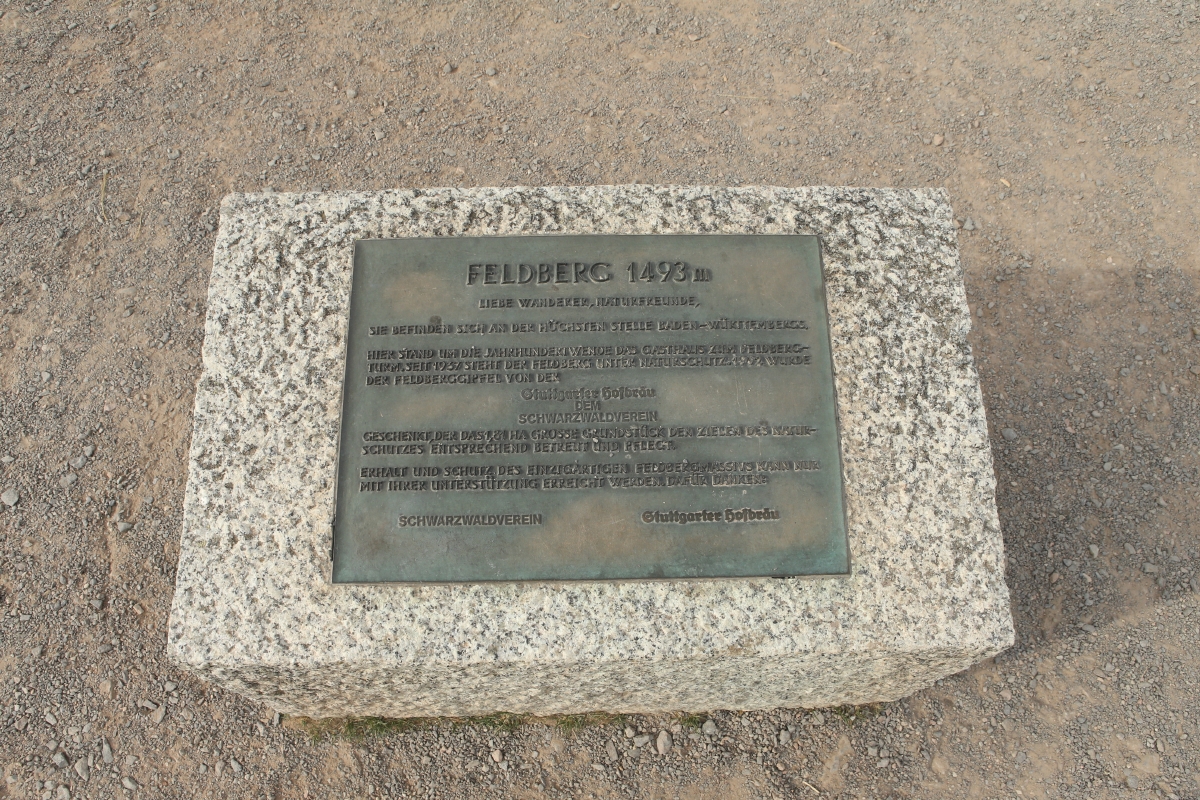 FELDBERG 1493 m
LIEBE WANDERER, NATURFREUNDE,
SIE BEFINDEN SICH AN DER HÖCHSTEN STELLE BADEN-WÜRTTEMBERGS.
HIER STAND UM DIE JAHRHUNDERTWENDE DAS GASTHAUS ZUM FELDBERG-
TURM. SEIT 1937 STEHT DER FELDBERG UNTER NATURSCHUTZ. WURDE
DER FELDBERGGIPFEL VON DER
Stuttgarter Hofbräu
DEM
SCHWARZWALDVEREIN
GESCHENKT, DER DAS HA GROSSE GRUNDSTÜCK DEN ZIELEN DES NATUR-
SCHUTZES ENTSPRECHEND BETREUT UND PFLEGT.
ERHALT UND SCHUTZ DES EINZIGARTIGEN FELDBERG-MASSIVS KANN NUR
MIT IHRER UNTERSTÜTZUNG ERREICHT WERDEN. DAFÜR DANKEN:
SCHWARZWALDVEREIN Stuttgarter Hofbräu